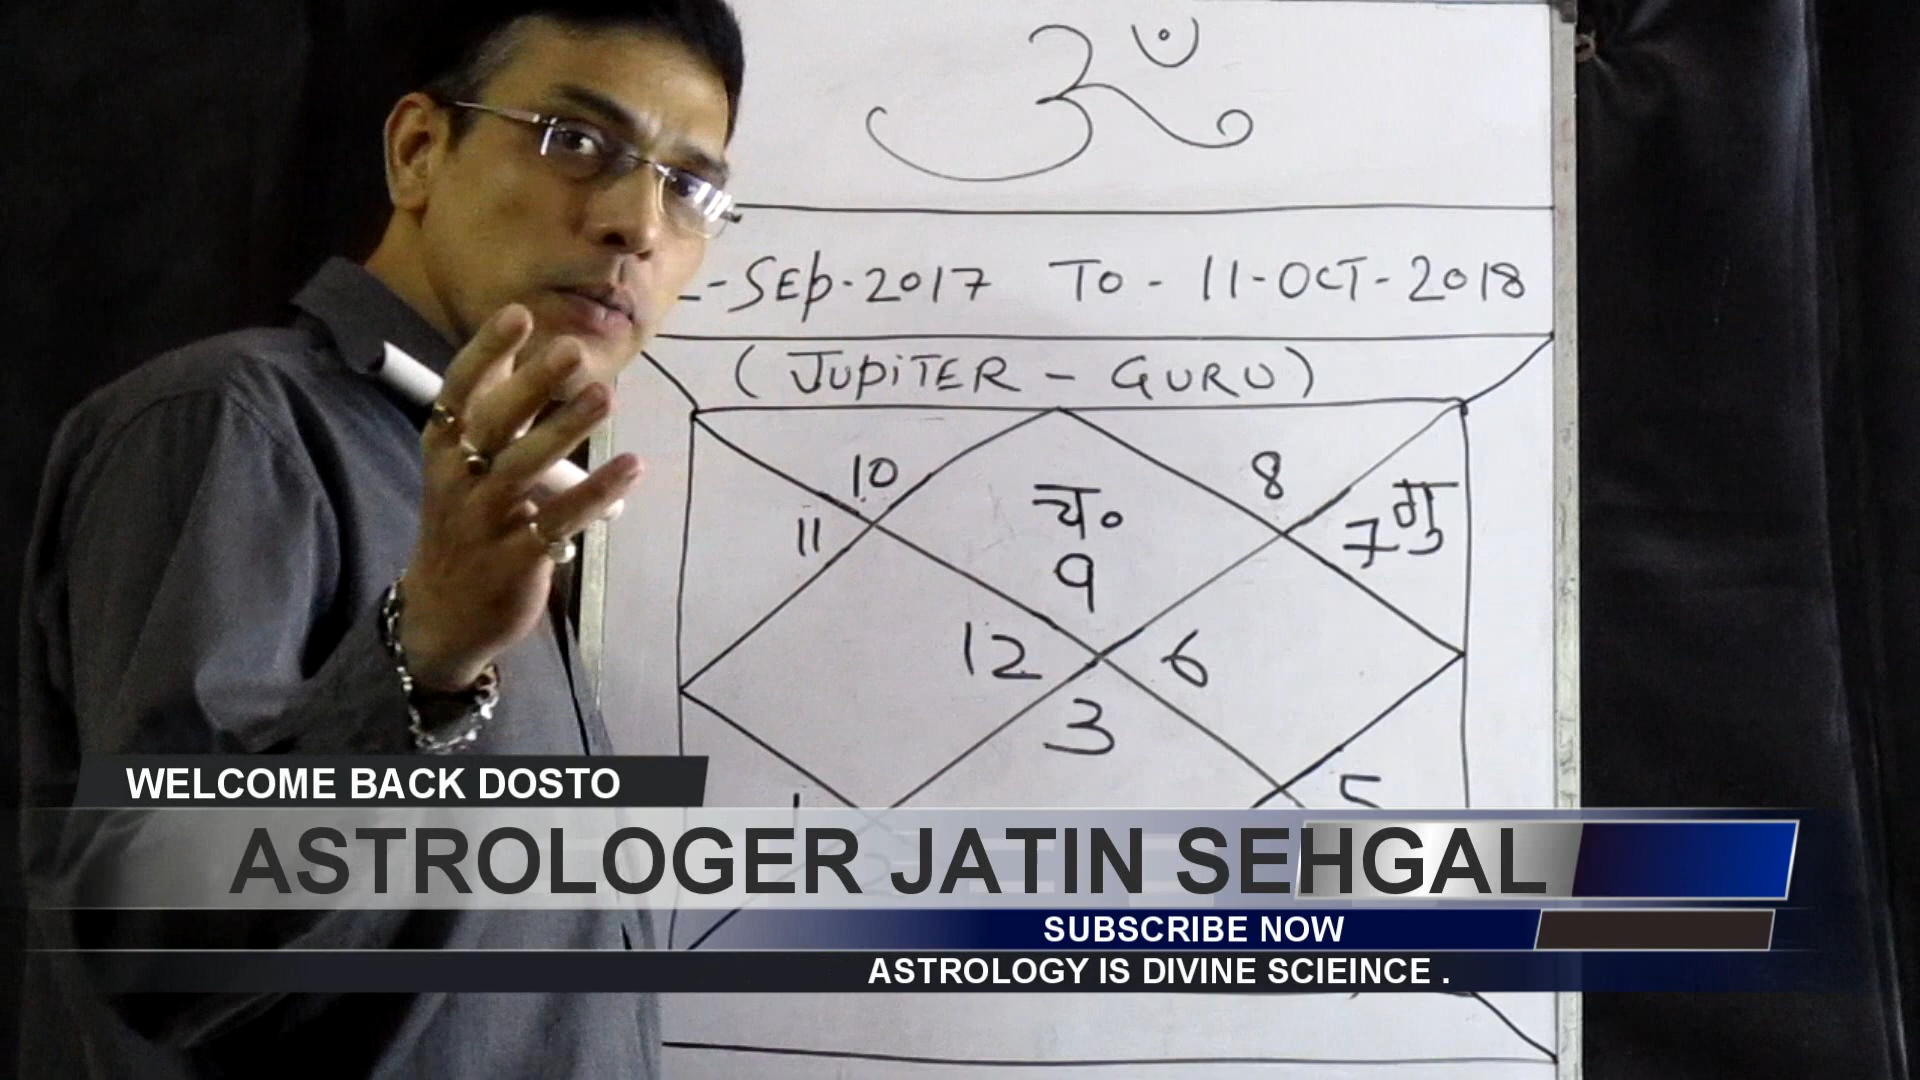 ॐ
-SEp-2017 TO - 11-OCT-2018
(JUPITER - GURU)
10 8
च॰ 7 गु
11
9
12 6
3
5
1
WELCOME BACK DOSTO
ASTROLOGER JATIN SEHGAL
SUBSCRIBE NOW
ASTROLOGY IS DIVINE SCIEINCE .